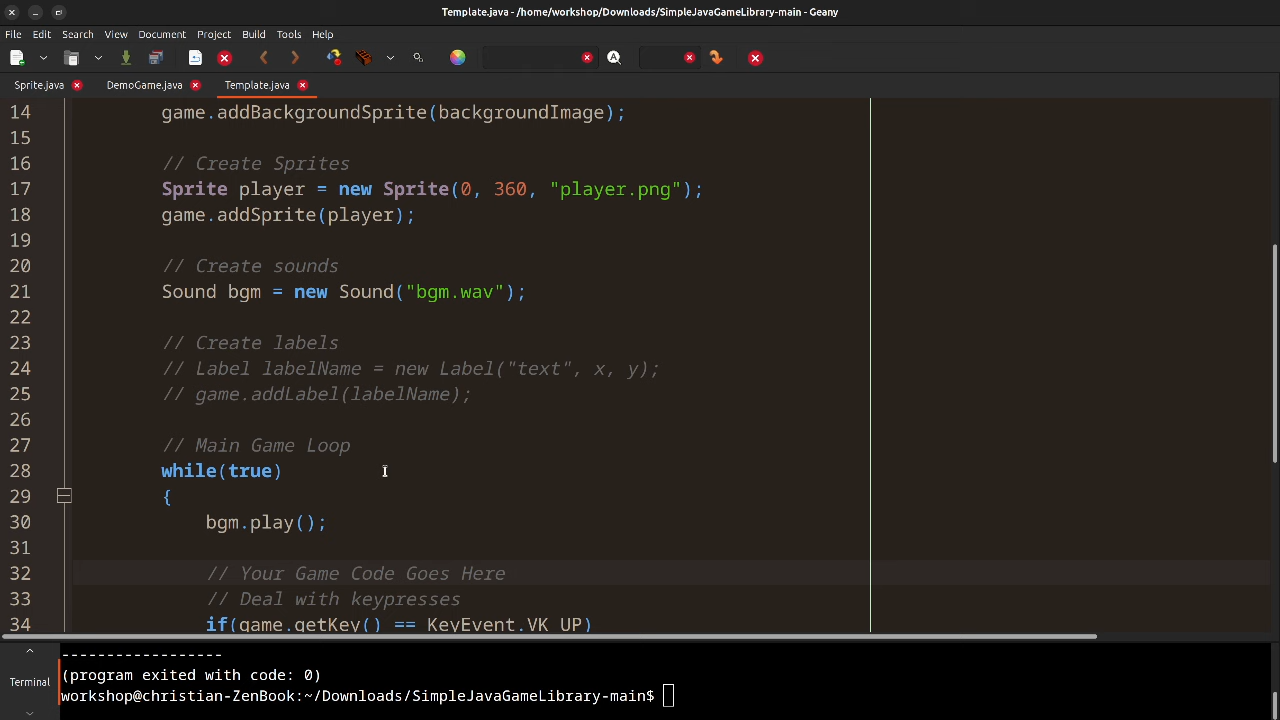 Template.java - /home/workshop/Downloads/SimpleJavaGameLibrary-main - Geany
File Edit Search View Document Project Build Tools Help
Sprite.java DemoGame.java Template.java
14 game.addBackgroundSprite(backgroundImage);
15
16 // Create Sprites
17 Sprite player = new Sprite(0, 360, "player.png");
18 game.addSprite(player);
19
20 // Create sounds
21 Sound bgm = new Sound("bgm.wav");
22
23 // Create labels
24 // Label labelName = new Label("text", x, y);
25 // game.addLabel(labelName);
26
27 // Main Game Loop
28 while(true)
29 {
30 bgm.play();
31
32 // Your Game Code Goes Here
33 // Deal with keypresses
34 if(game.getKey() == KeyEvent.VK_UP)
------------------
(program exited with code: 0)
Terminal
workshop@christian-ZenBook:~/Downloads/SimpleJavaGameLibrary-main$